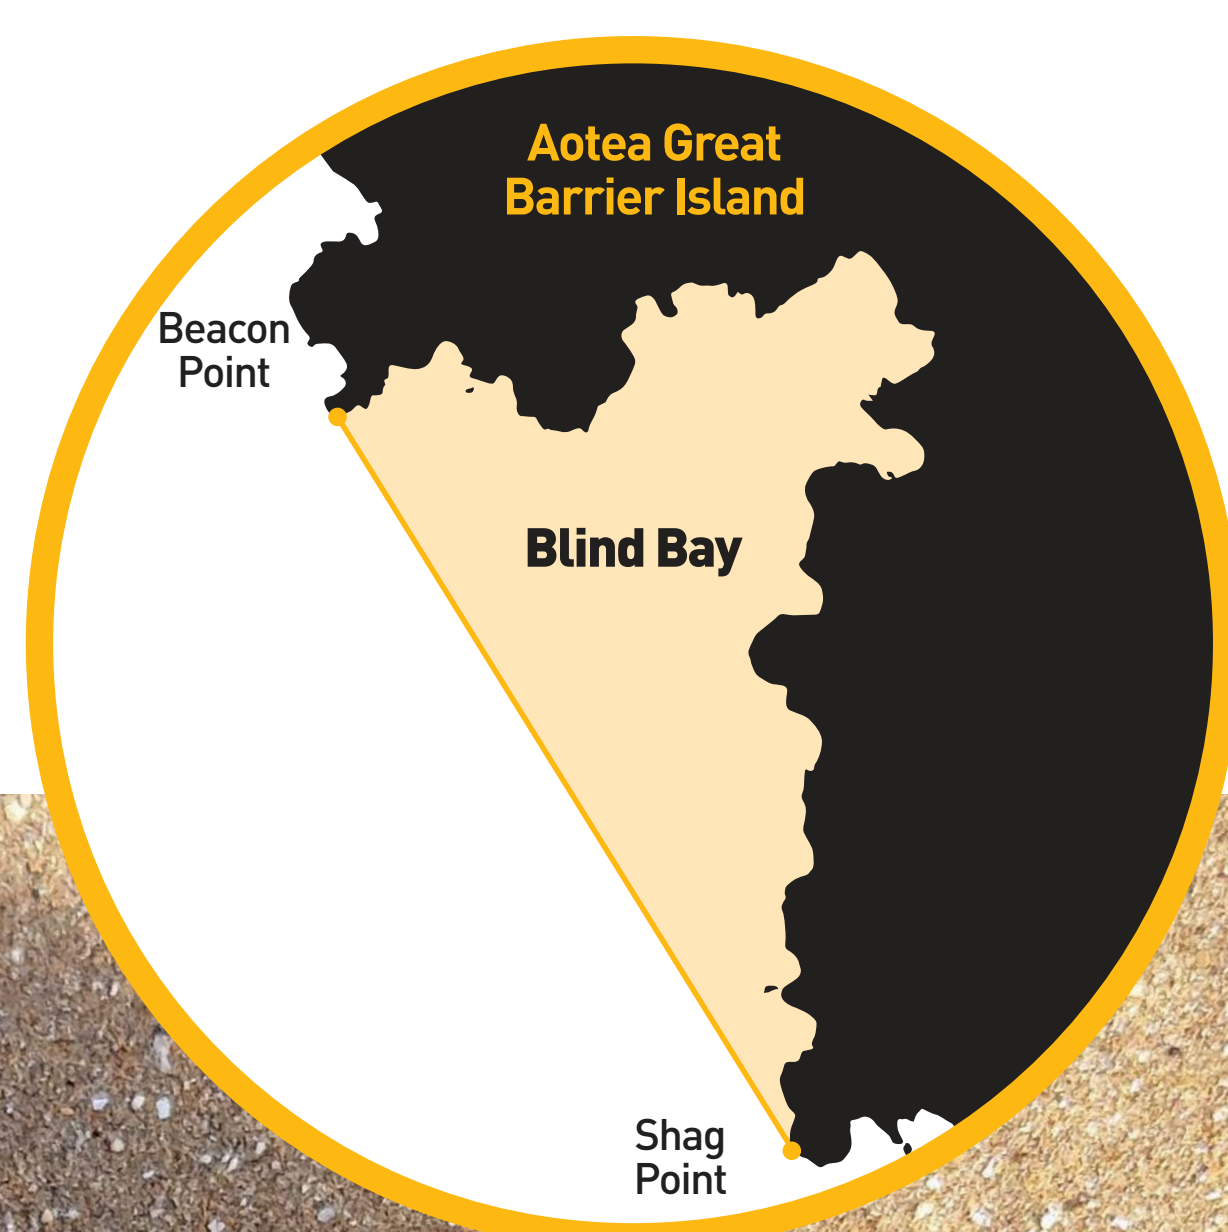 Aotea Great
Barrier Island
Beacon
Point
Blind Bay
Shag
Point